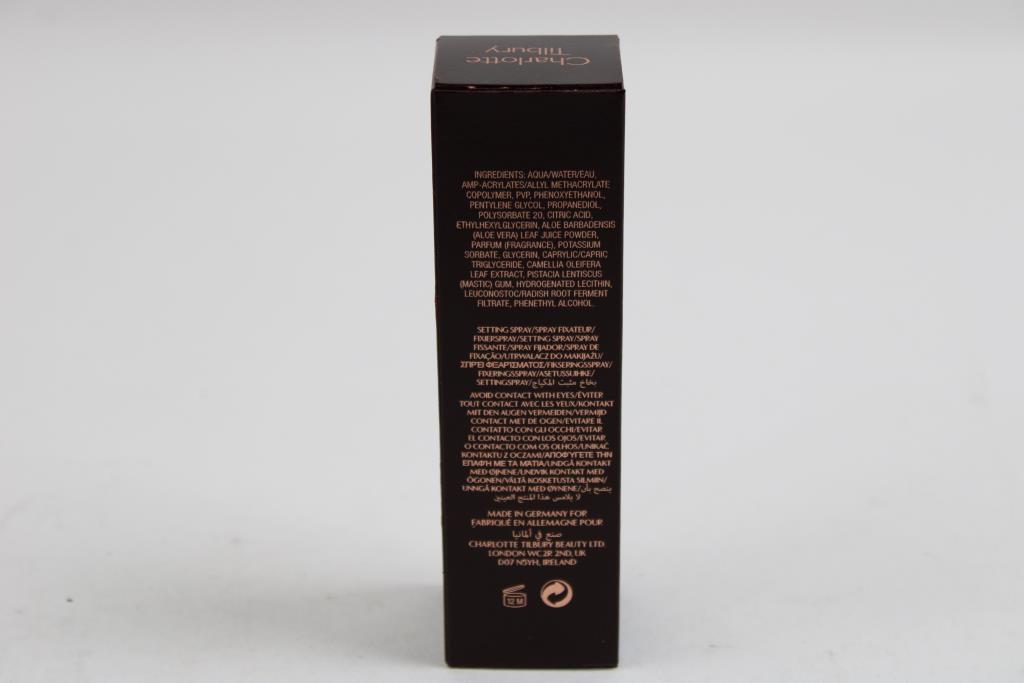 Charlotte
Tilbury
INGREDIENTS: AQUA/WATER/EAU,
AMP-ACRYLATES/ALLYL METHACRYLATE
COPOLYMER, PVP, PHENOXYETHANOL,
PENTYLENE GLYCOL, PROPANEDIOL,
POLYSORBATE 20, CITRIC ACID,
ETHYLHEXYLGLYCERIN, ALOE BARBADENSIS
(ALOE VERA) LEAF JUICE POWDER,
PARFUM (FRAGRANCE), POTASSIUM
SORBATE, GLYCERIN, CAPRYLIC/CAPRIC
TRIGLYCERIDE, CAMELLIA OLEIFERA
LEAF EXTRACT, PISTACIA LENTISCUS
(MASTIC) GUM, HYDROGENATED LECITHIN,
LEUCONOSTOC/RADISH ROOT FERMENT
FILTRATE, PHENETHYL ALCOHOL.
SETTING SPRAY/SPRAY FIXATEUR/
FIXIERSPRAY/SETTING SPRAY/SPRAY
FISSANTE/SPRAY FIJADOR/SPRAY DE
FIXAÇÃO/UTRWALACZ DO MAKIJAŻU/
ΣΠΡΕΪ ΦΙΞΑΡΙΣΜΑΤΟΣ/FIKSERINGSSPRAY/
FIXERINGSSPRAY/ASETUSSUIHKE/
SETTINGSPRAY/بخاخ مثبت المكياج
AVOID CONTACT WITH EYES/ÉVITER
TOUT CONTACT AVEC LES YEUX/KONTAKT
MIT DEN AUGEN VERMEIDEN/VERMIJD
CONTACT MET DE OGEN/EVITARE IL
CONTATTO CON GLI OCCHI/EVITAR
EL CONTACTO CON LOS OJOS/EVITAR
O CONTACTO COM OS OLHOS/UNIKAĆ
KONTAKTU Z OCZAMI/ΑΠΟΦΥΓΕΤΕ ΤΗΝ
ΕΠΑΦΗ ΜΕ ΤΑ ΜΑΤΙΑ/UNDGÅ KONTAKT
MED ØJNENE/UNDVIK KONTAKT MED
ÖGONEN/VÄLTÄ KOSKETUSTA SILMIIN/
UNNGÅ KONTAKT MED ØYNENE/ينصح بأن
لا يلامس هذا المنتج العينين
MADE IN GERMANY FOR
FABRIQUÉ EN ALLEMAGNE POUR
صنع في ألمانيا
CHARLOTTE TILBURY BEAUTY LTD.
LONDON WC2R 2ND, UK
D07 N5YH, IRELAND
12 M